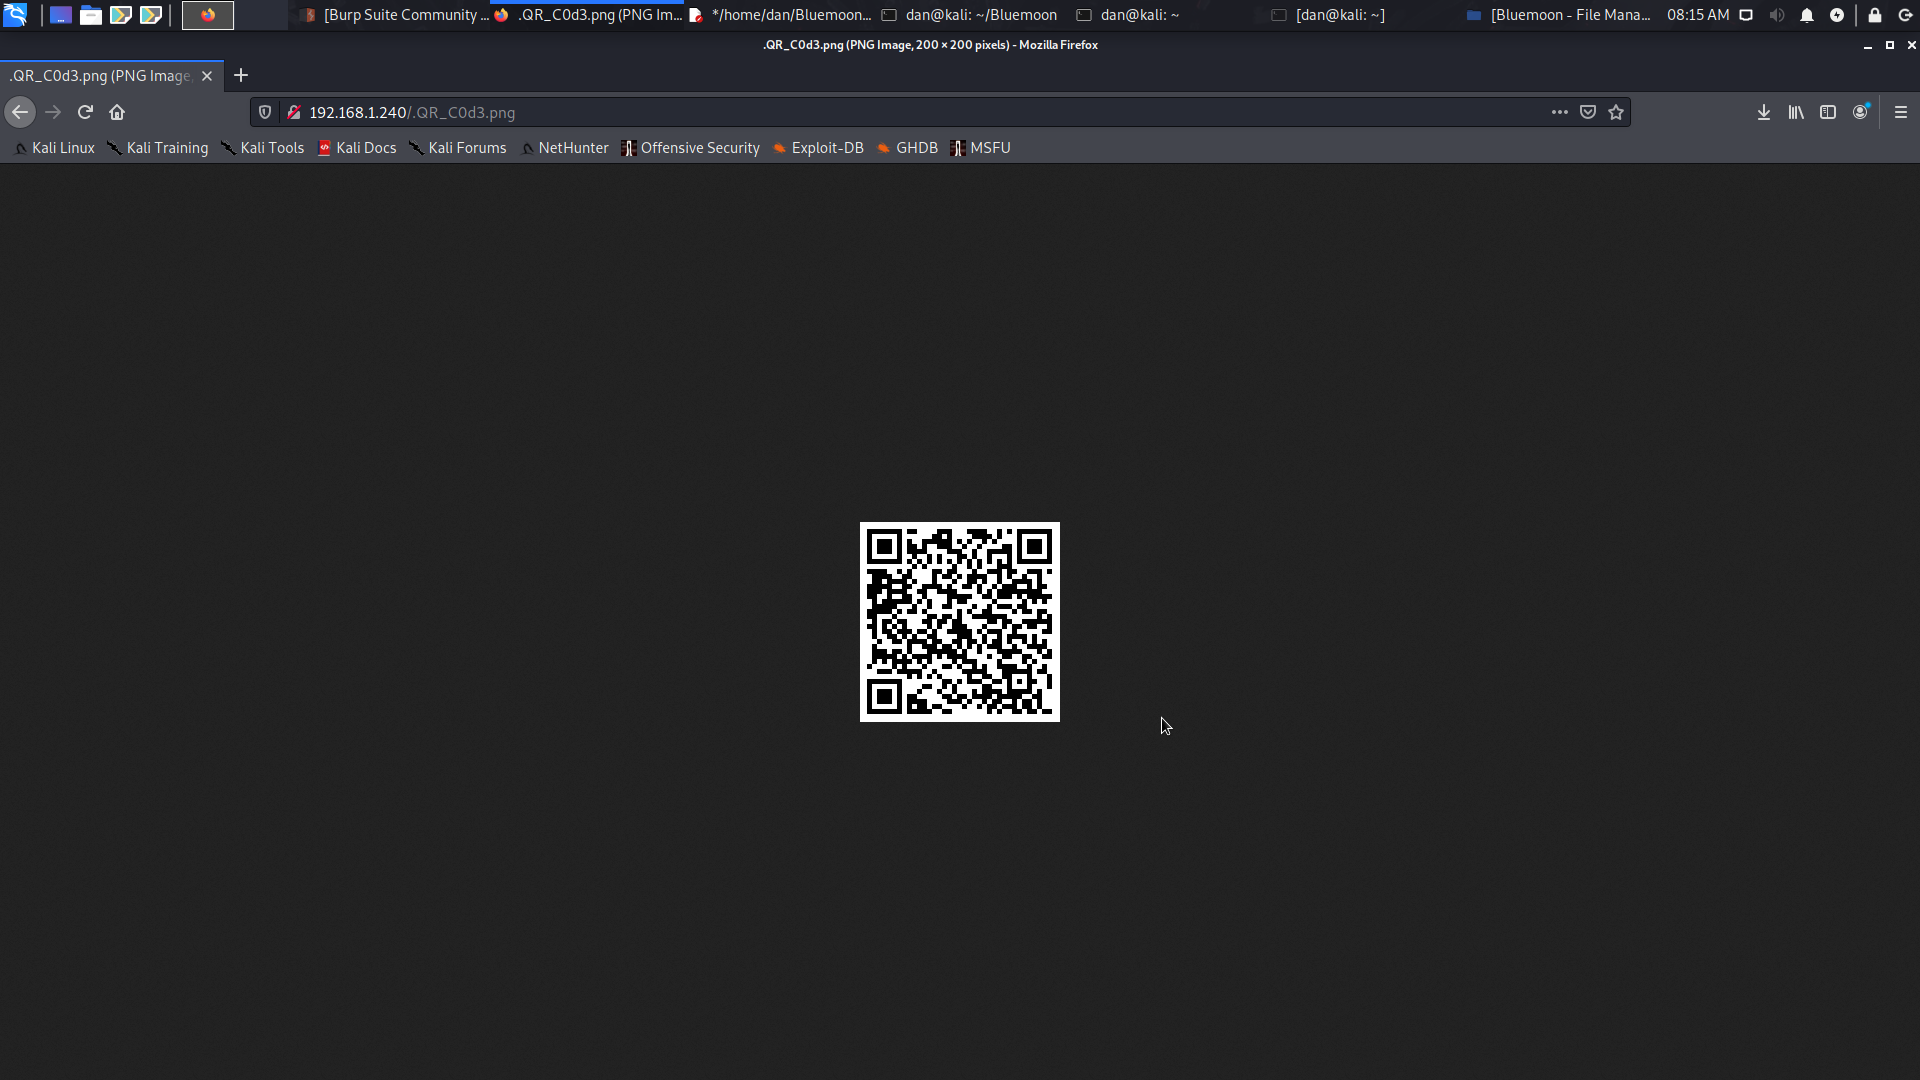 [Burp Suite Community ... .QR_C0d3.png (PNG Im... */home/dan/Bluemoon... dan@kali: ~/Bluemoon dan@kali: ~ [dan@kali: ~] [Bluemoon - File Mana... 08:15 AM
.QR_C0d3.png (PNG Image, 200 × 200 pixels) - Mozilla Firefox
.QR_C0d3.png (PNG Image,
192.168.1.240/.QR_C0d3.png
Kali Linux Kali Training Kali Tools Kali Docs Kali Forums NetHunter Offensive Security Exploit-DB GHDB MSFU